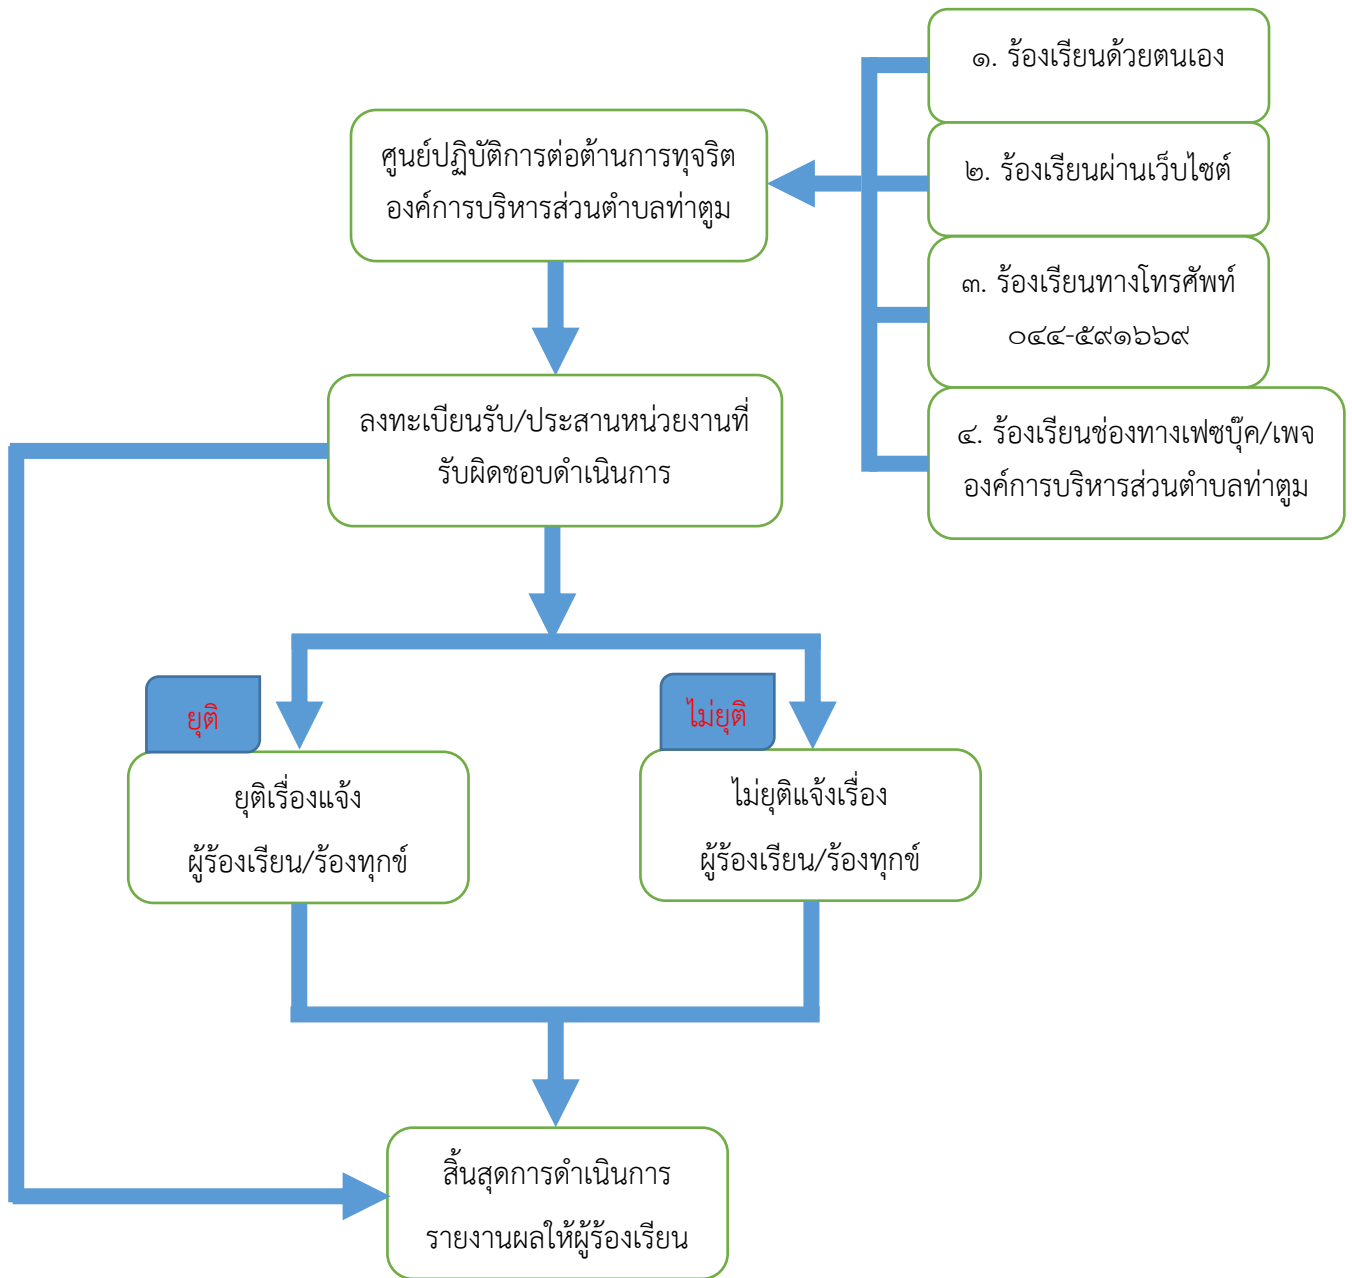 ๑. ร้องเรียนด้วยตนเอง
ศูนย์ปฏิบัติการต่อต้านการทุจริต
องค์การบริหารส่วนตำบลท่าตูม
๒. ร้องเรียนผ่านเว็บไซต์
๓. ร้องเรียนทางโทรศัพท์
๐๔๔-๕๙๑๖๖๙
๔. ร้องเรียนช่องทางเฟซบุ๊ค/เพจ
องค์การบริหารส่วนตำบลท่าตูม
ลงทะเบียนรับ/ประสานหน่วยงานที่
รับผิดชอบดำเนินการ
ยุติ
ยุติเรื่องแจ้ง
ผู้ร้องเรียน/ร้องทุกข์
ไม่ยุติ
ไม่ยุติแจ้งเรื่อง
ผู้ร้องเรียน/ร้องทุกข์
สิ้นสุดการดำเนินการ
รายงานผลให้ผู้ร้องเรียน